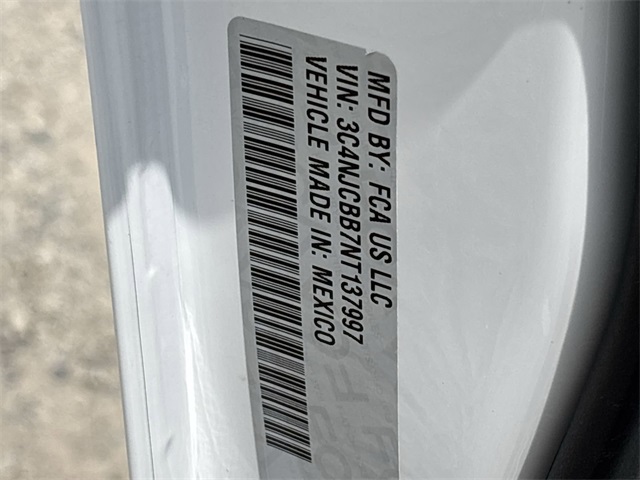 MFD BY: FCA US LLC
VIN: 3C4NJCBB7NT137997
VEHICLE MADE IN: MEXICO